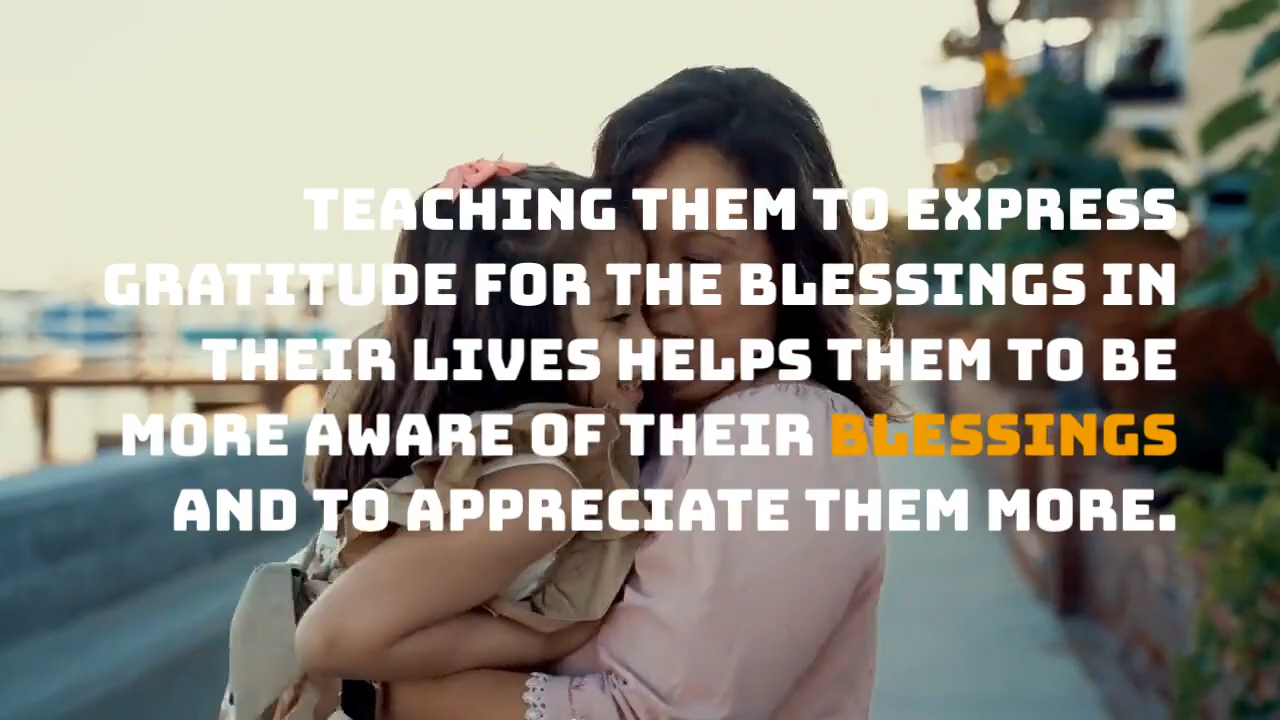 TEACHING THEM TO EXPRESS
GRATITUDE FOR THE BLESSINGS IN
THEIR LIVES HELPS THEM TO BE
MORE AWARE OF THEIR BLESSINGS
AND TO APPRECIATE THEM MORE.